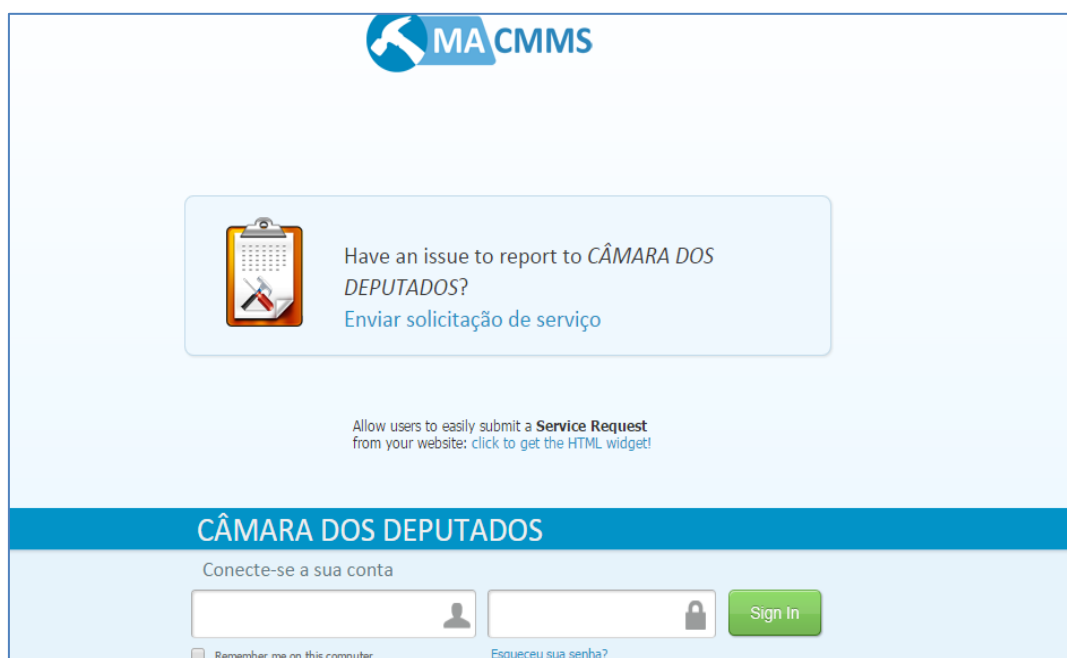 MA CMMS
Have an issue to report to CÂMARA DOS
DEPUTADOS?
Enviar solicitação de serviço
Allow users to easily submit a Service Request
from your website: click to get the HTML widget!
CÂMARA DOS DEPUTADOS
Conecte-se a sua conta
Sign In
Remember me on this computer
Esqueceu sua senha?